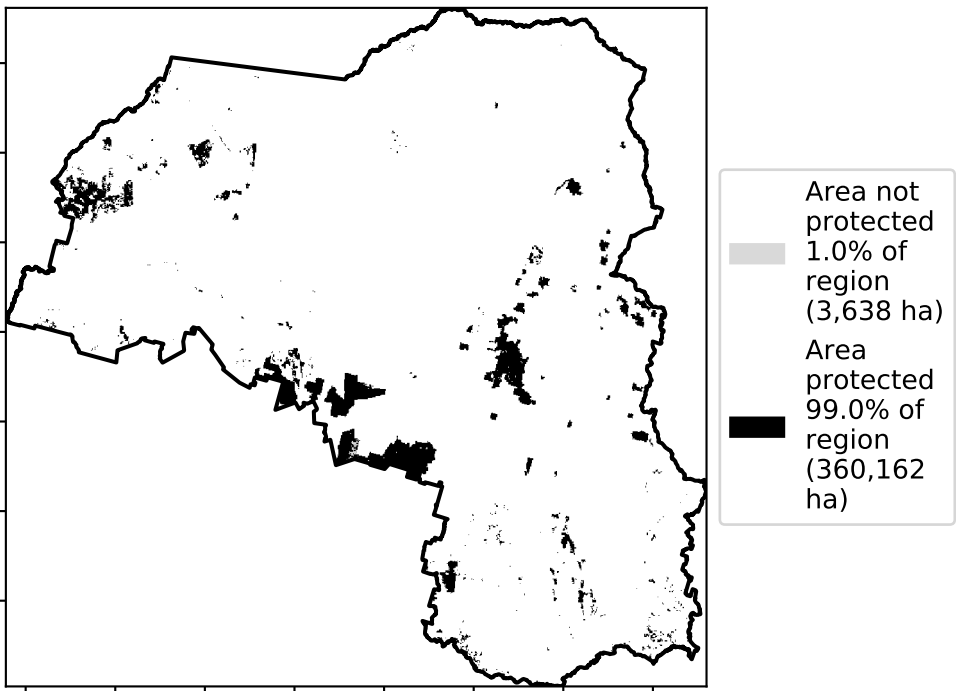 Area not
protected
1.0% of
region
(3,638 ha)
Area
protected
99.0% of
region
(360,162
ha)